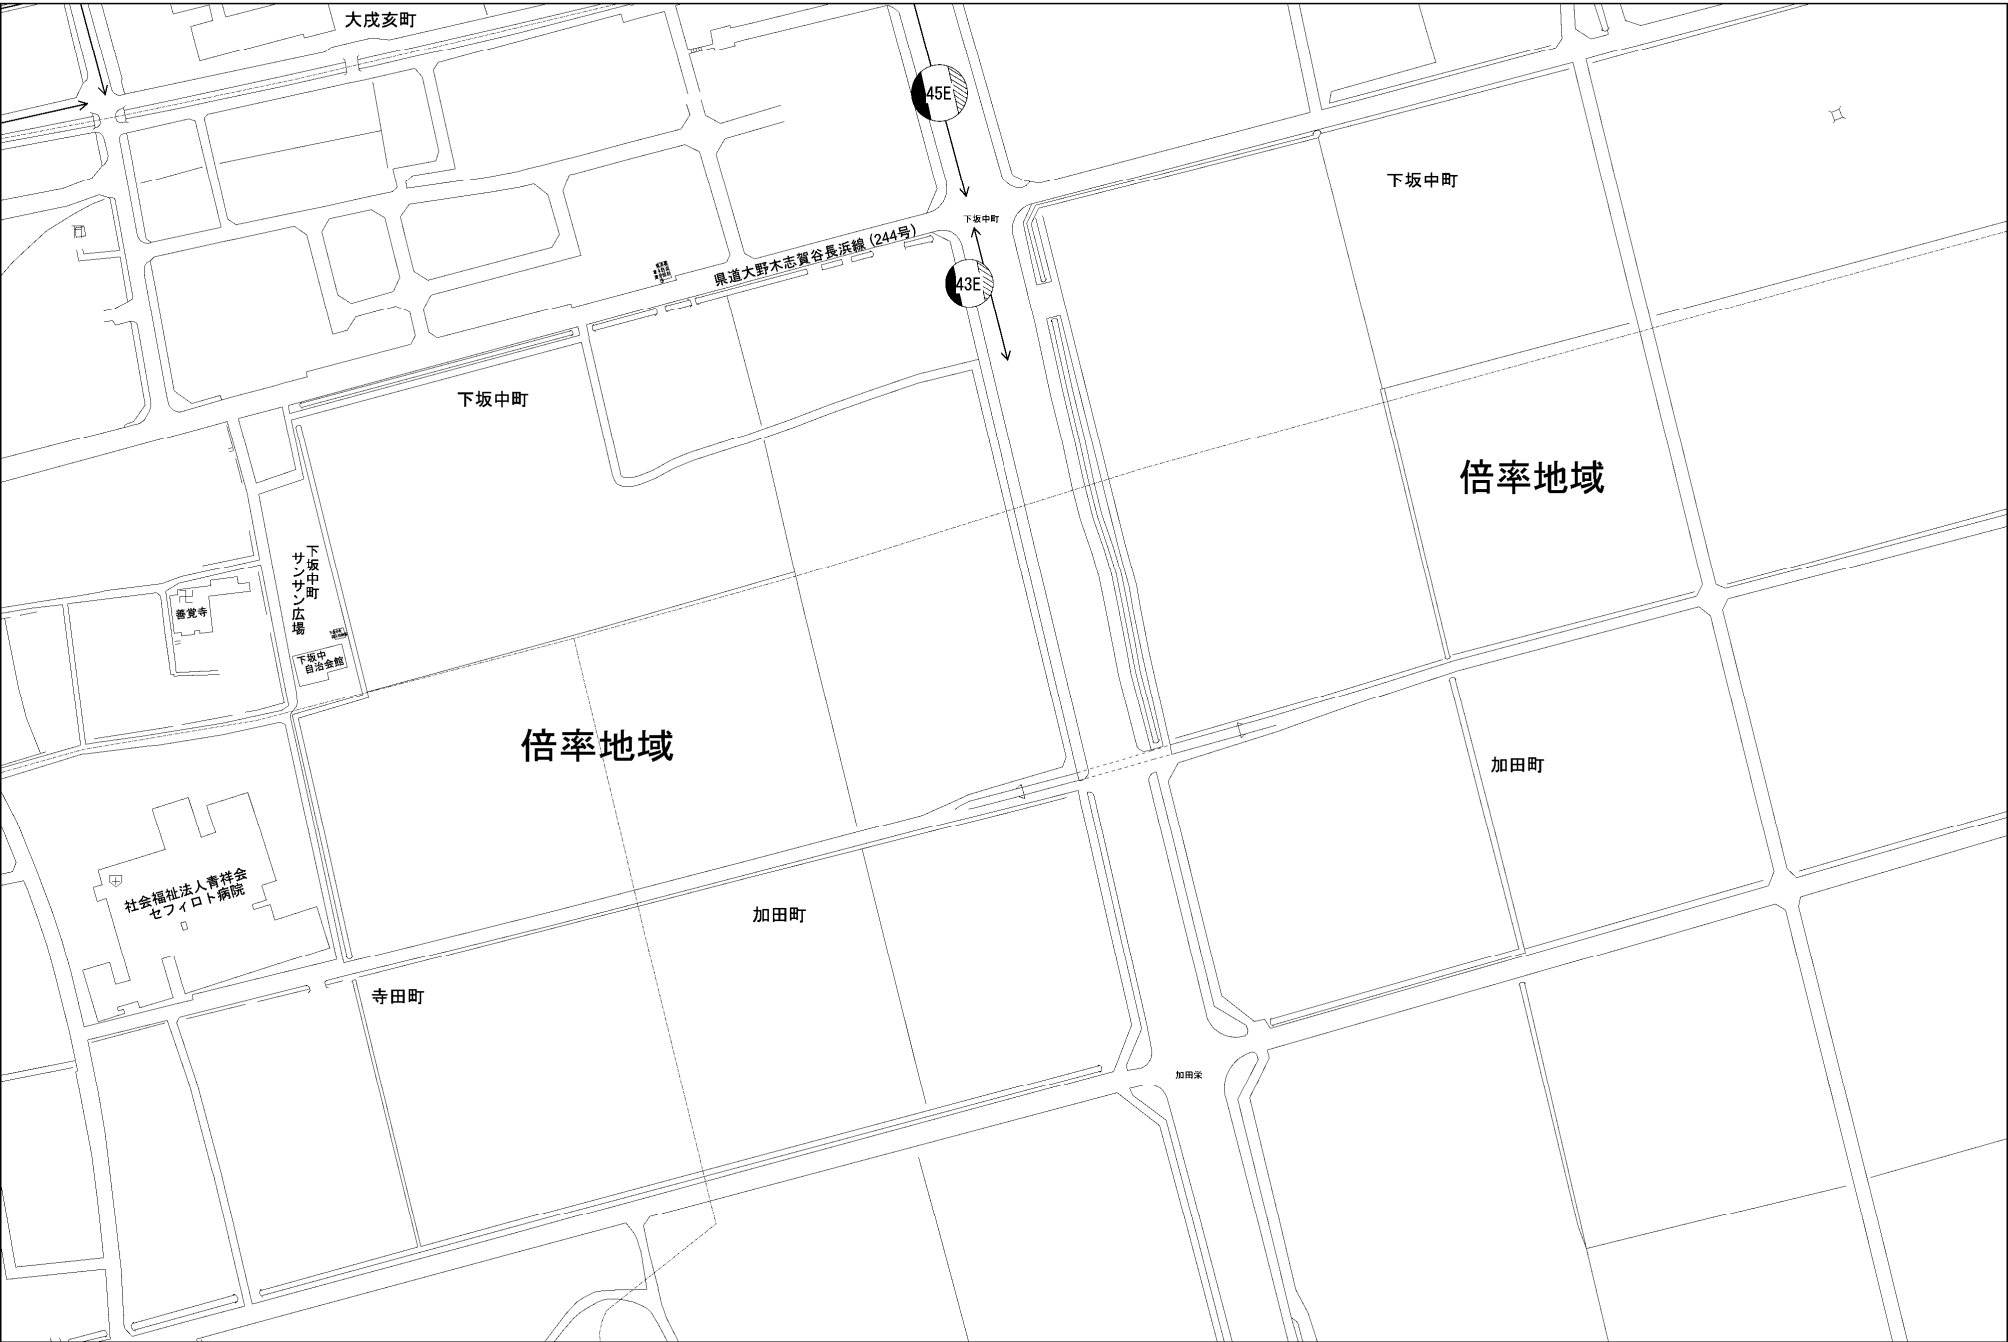 大戌亥町
45E
下坂中町
下坂中町
県道大野木志賀谷長浜線(244号)
43E
下坂中町
倍率地域
下坂中町
サンサン広場
善覚寺
下坂中
自治会館
倍率地域
加田町
社会福祉法人青祥会
セフィロト病院
加田町
寺田町
加田栄